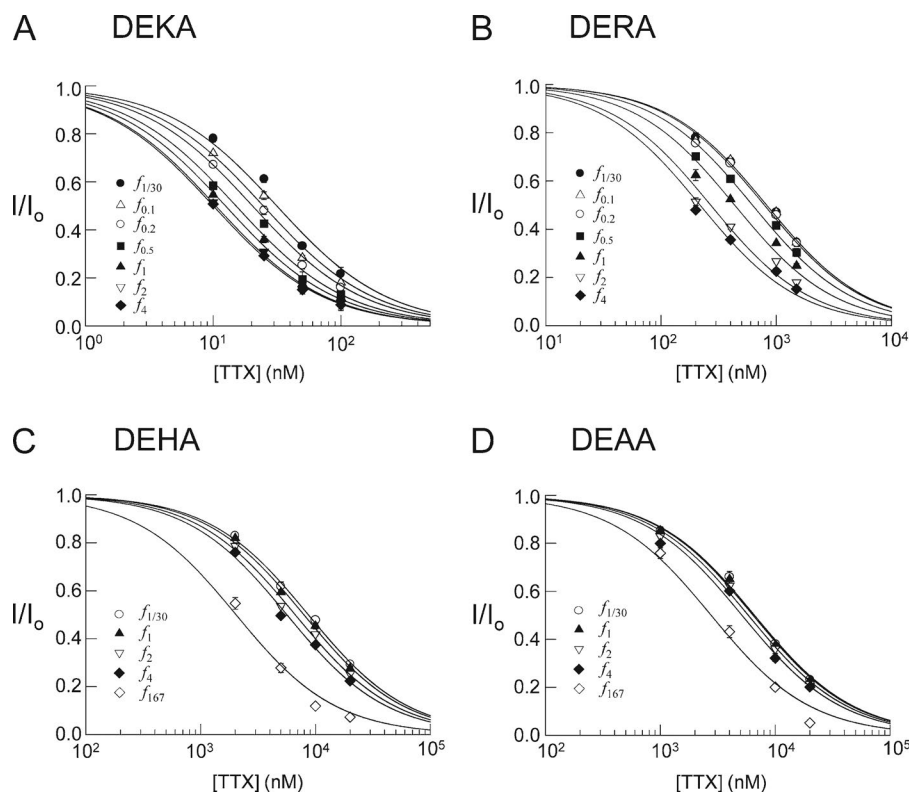 A DEKA
1.0
0.8
0.6
0.4
0.2
0.0
I/Io
f1/30
f0.1
f0.2
f0.5
f1
f2
f4
10^0 10^1 10^2
[TTX] (nM)
B DERA
1.0
0.8
0.6
0.4
0.2
0.0
I/Io
f1/30
f0.1
f0.2
f0.5
f1
f2
f4
10^1 10^2 10^3 10^4
[TTX] (nM)
C DEHA
1.0
0.8
0.6
0.4
0.2
0.0
I/Io
f1/30
f1
f2
f4
f167
10^2 10^3 10^4 10^5
[TTX] (nM)
D DEAA
1.0
0.8
0.6
0.4
0.2
0.0
I/Io
f1/30
f1
f2
f4
f167
10^2 10^3 10^4 10^5
[TTX] (nM)